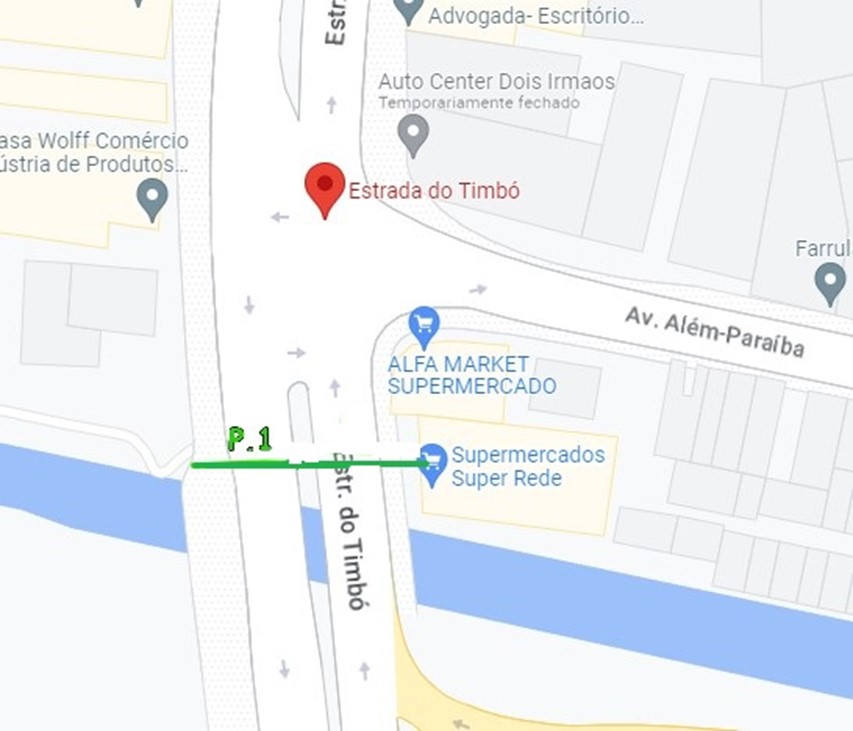 Estr.
Advogada- Escritório...
Auto Center Dois Irmaos
Temporariamente fechado
asa Wolff Comércio
ústria de Produtos...
Estrada do Timbó
Farrul
Av. Além-Paraíba
ALFA MARKET
SUPERMERCADO
P.1
Supermercados
Super Rede
Estr. do Timbó